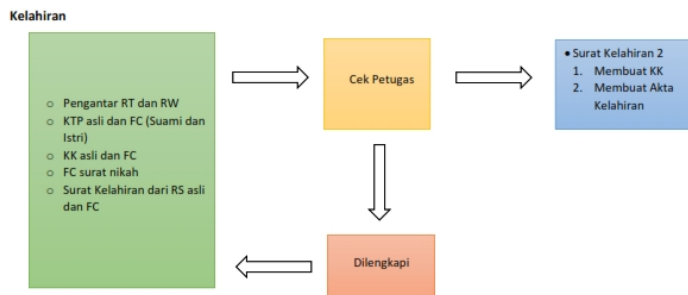 Kelahiran
○ Pengantar RT dan RW
○ KTP asli dan FC (Suami dan
Istri)
○ KK asli dan FC
○ FC surat nikah
○ Surat Kelahiran dari RS asli
dan FC
Cek Petugas
• Surat Kelahiran 2
1. Membuat KK
2. Membuat Akta
Kelahiran
Dilengkapi